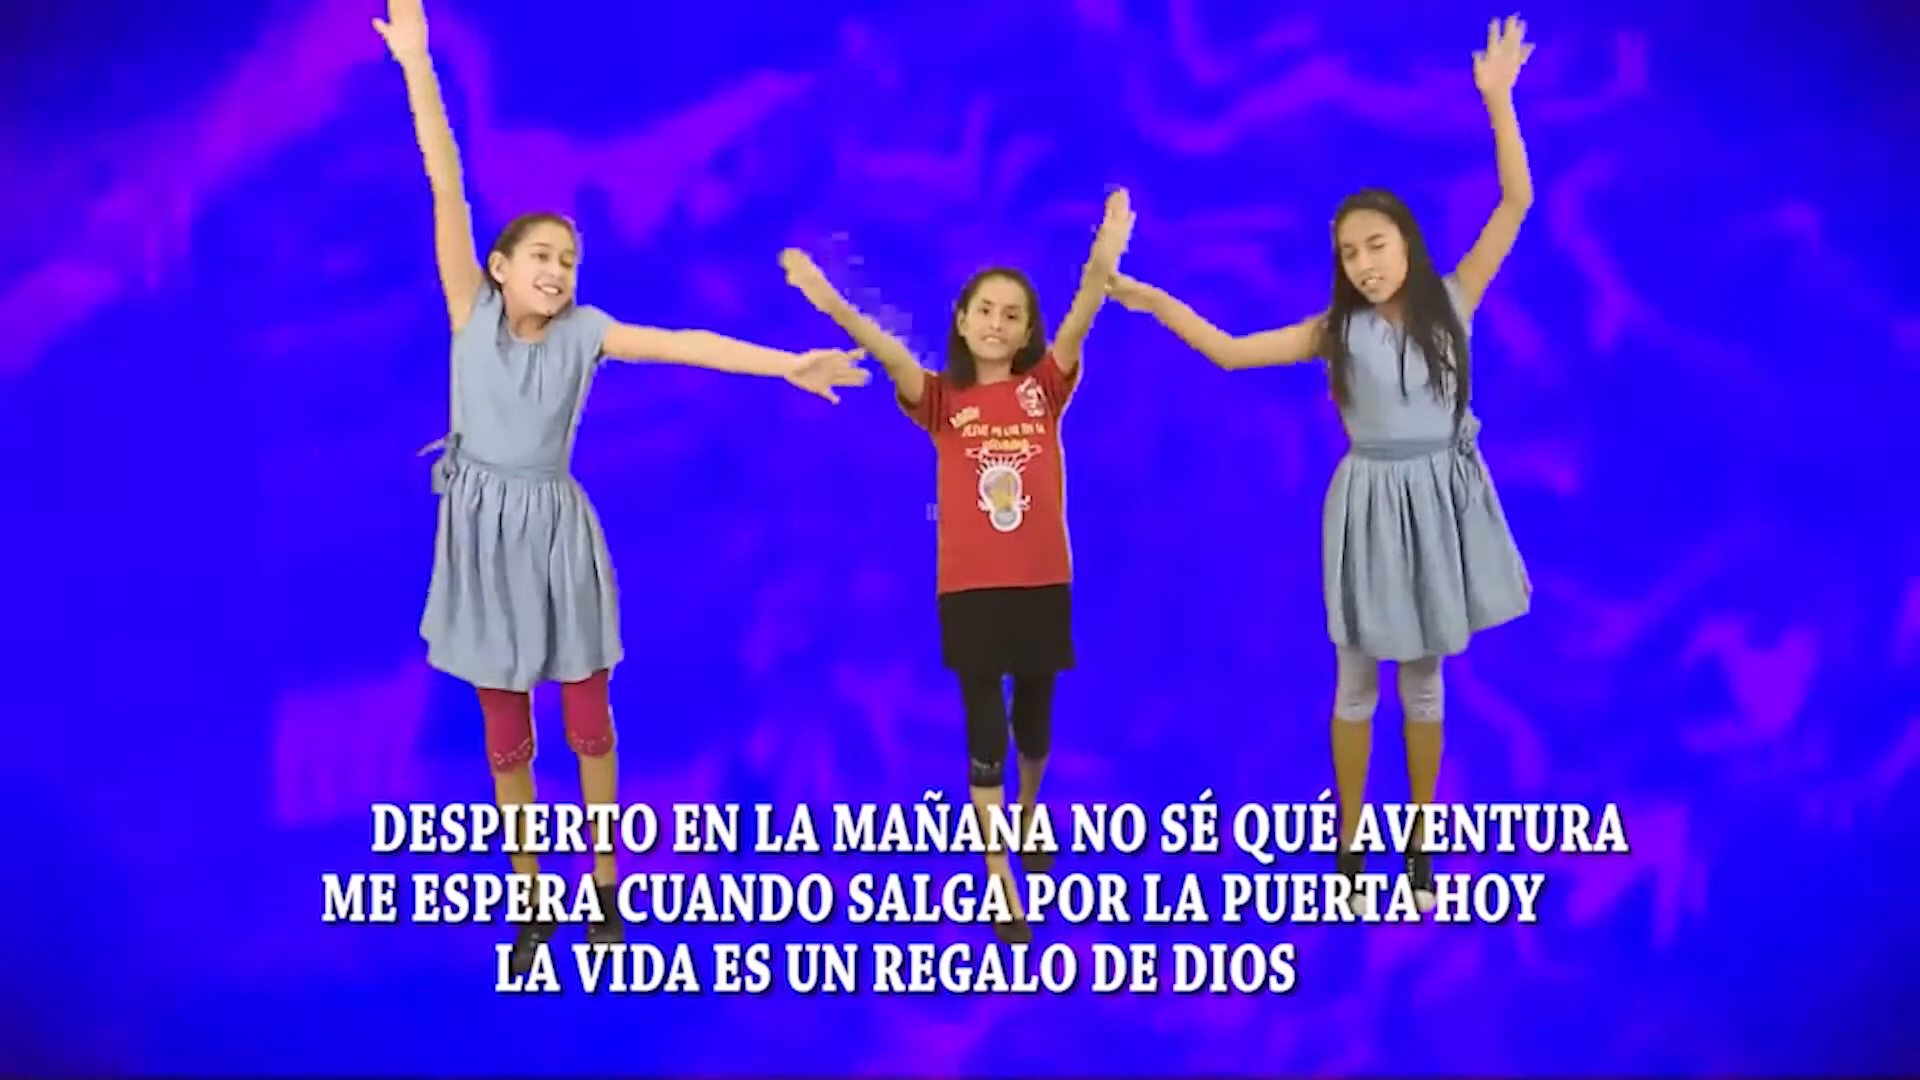 DESPIERTO EN LA MAÑANA NO SÉ QUÉ AVENTURA
ME ESPERA CUANDO SALGA POR LA PUERTA HOY
LA VIDA ES UN REGALO DE DIOS